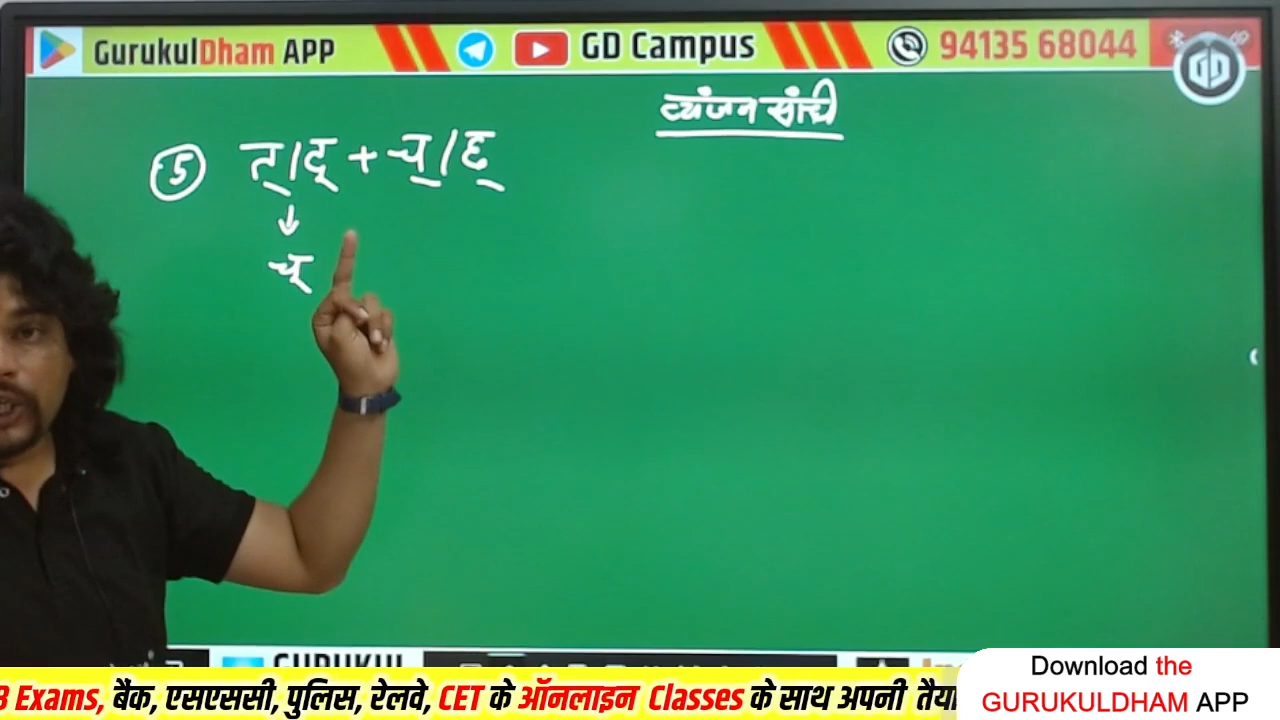 GurukulDham APP GD Campus 94135 68044
व्यंजन संधि
5 त्/द् + च्/छ्
↓
च्
GURUKUL
B Exams, बैंक, एसएससी, पुलिस, रेलवे, CET के ऑनलाइन Classes के साथ अपनी
Download the
GURUKULDHAM APP